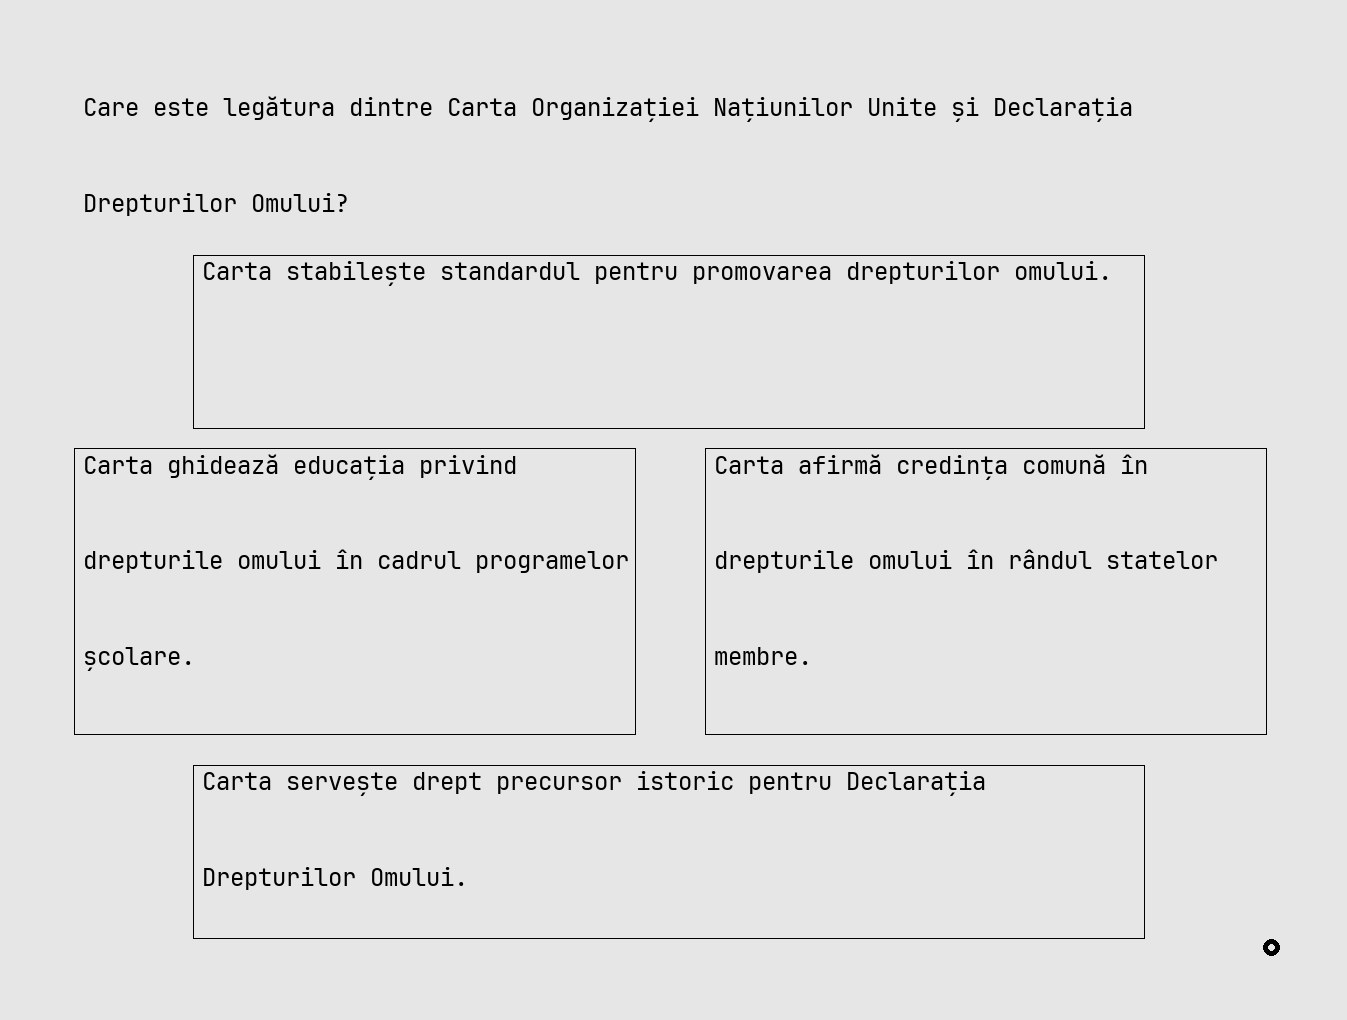 Care este legătura dintre Carta Organizației Națiunilor Unite și Declarația
Drepturilor Omului?
Carta stabilește standardul pentru promovarea drepturilor omului.
Carta ghidează educația privind
drepturile omului în cadrul programelor
școlare.
Carta afirmă credința comună în
drepturile omului în rândul statelor
membre.
Carta servește drept precursor istoric pentru Declarația
Drepturilor Omului.